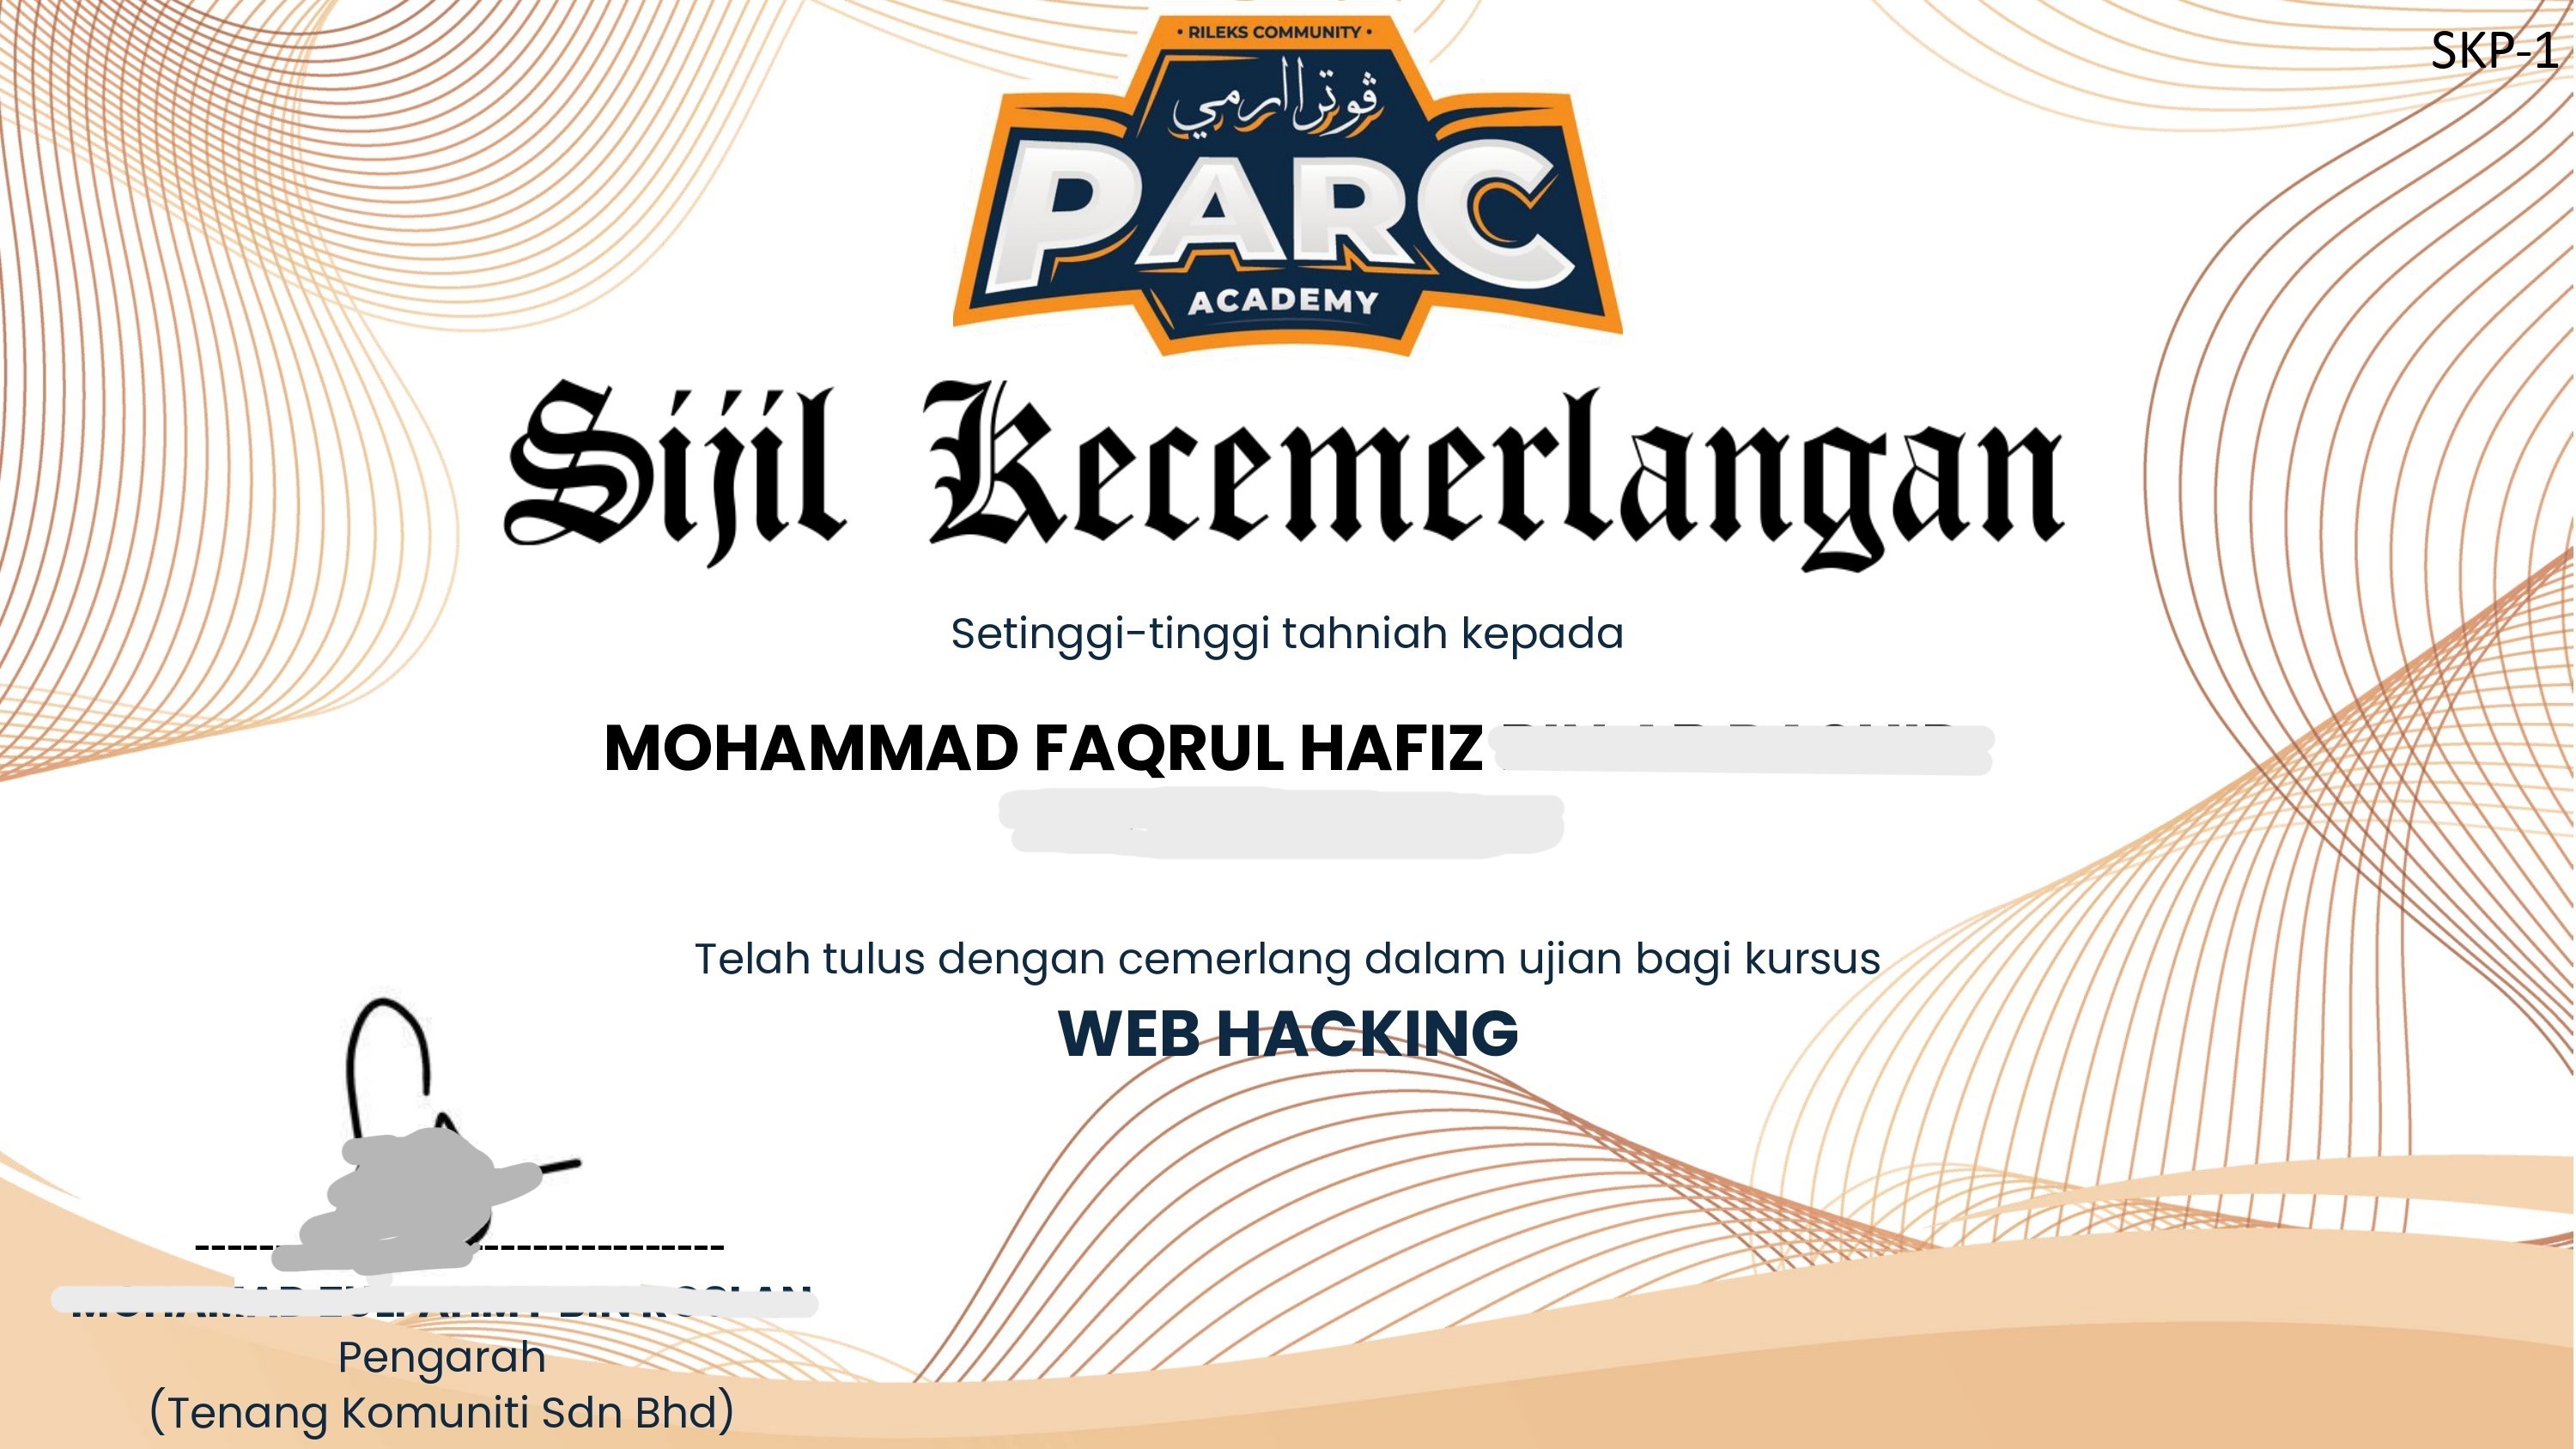 SKP-1
• RILEKS COMMUNITY •
ڤوترا ارمي
PARC
ACADEMY
Sijil Kecemerlangan
Setinggi-tinggi tahniah kepada
MOHAMMAD FAQRUL HAFIZ
Telah tulus dengan cemerlang dalam ujian bagi kursus
WEB HACKING
Pengarah
(Tenang Komuniti Sdn Bhd)